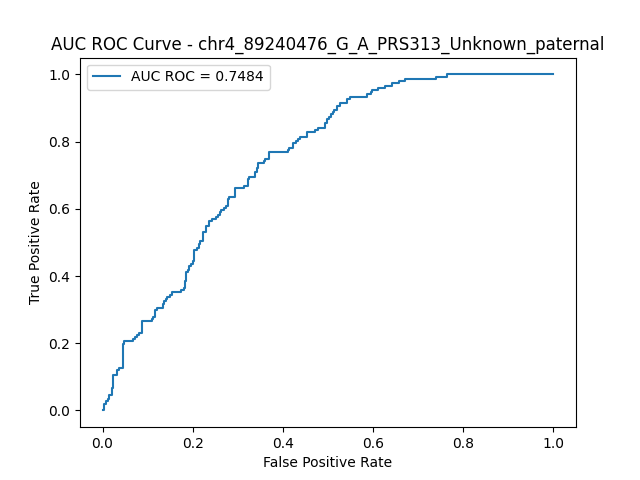 AUC ROC Curve - chr4_89240476_G_A_PRS313_Unknown_paternal
AUC ROC = 0.7484
1.0
0.8
0.6
0.4
0.2
0.0
True Positive Rate
0.0 0.2 0.4 0.6 0.8 1.0
False Positive Rate